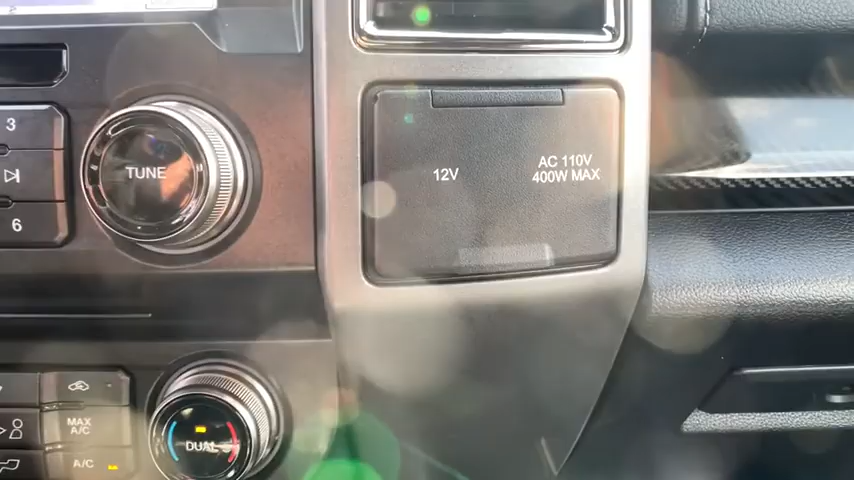 3
TUNE
6
12V
AC 110V
400W MAX
MAX
A/C
A/C
DUAL